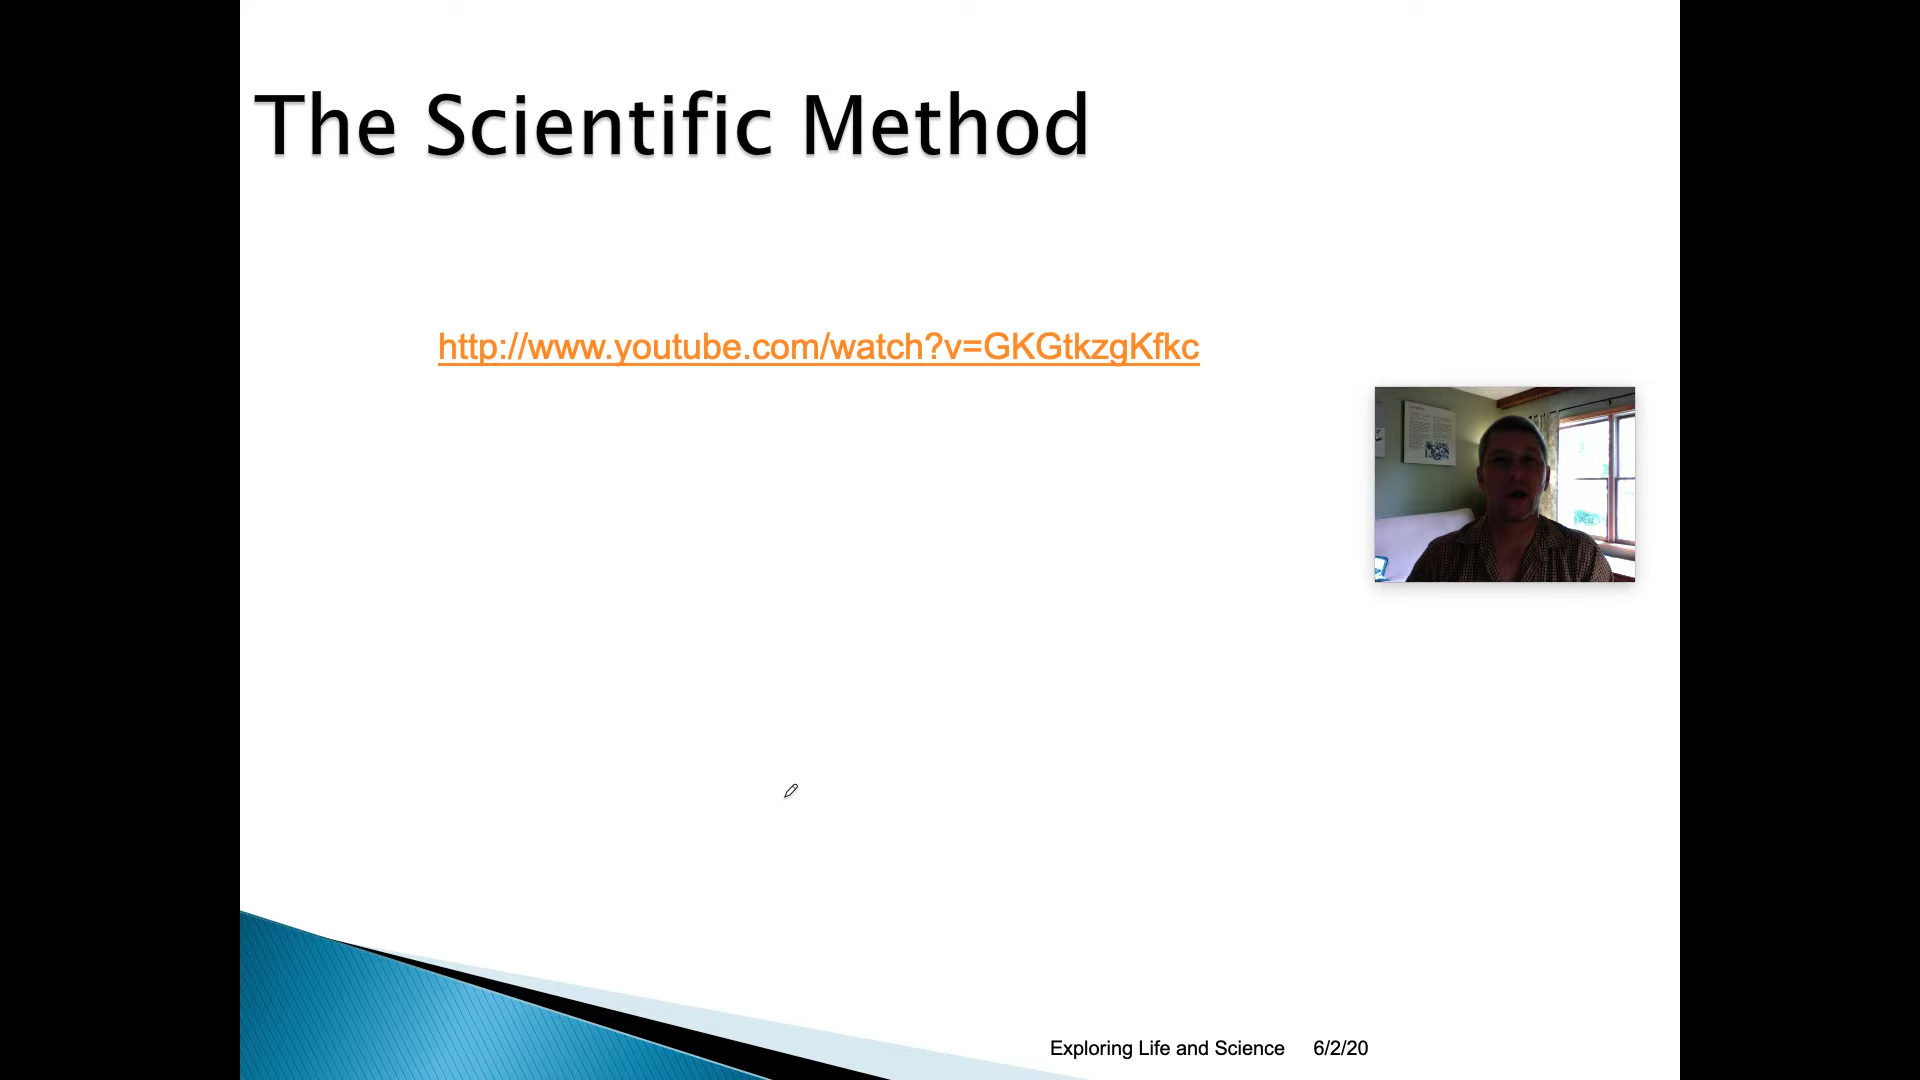 The Scientific Method
http://www.youtube.com/watch?v=GKGtkzgKfkc
Exploring Life and Science 6/2/20